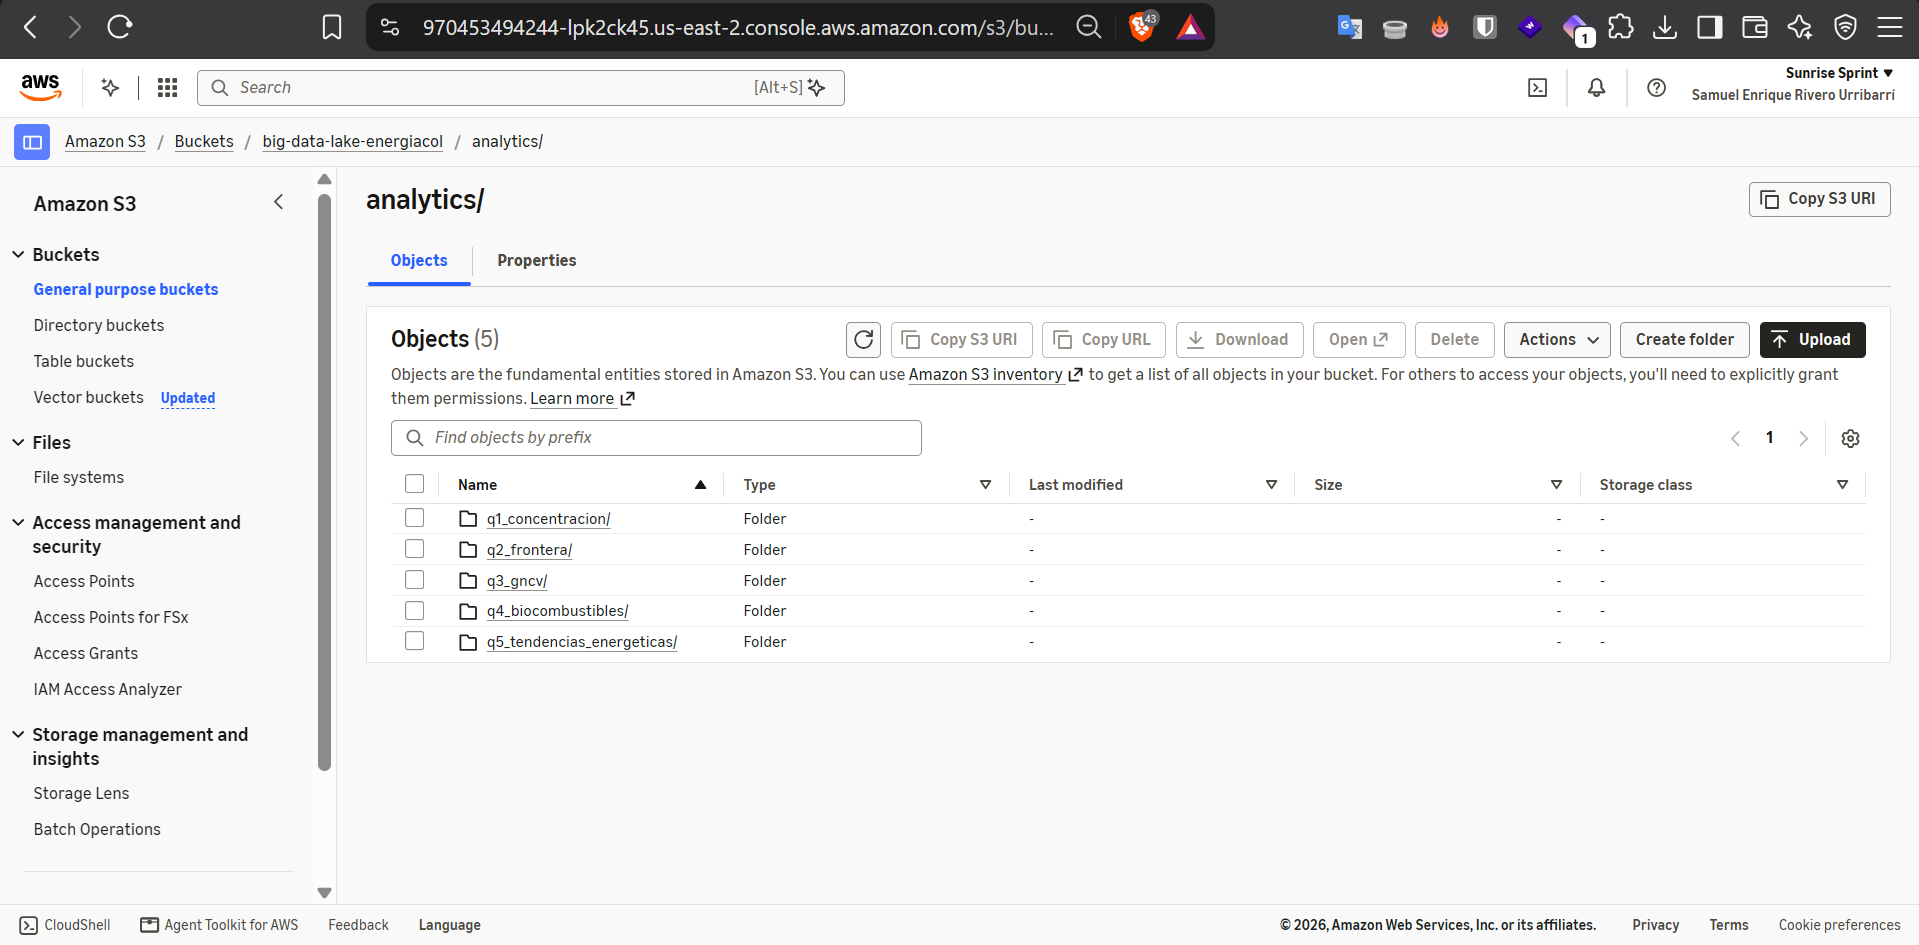 970453494244-lpk2ck45.us-east-2.console.aws.amazon.com/s3/bu...
43
1
aws
Search
[Alt+S]
Sunrise Sprint
Samuel Enrique Rivero Urribarrí
Amazon S3 / Buckets / big-data-lake-energiacol / analytics/
Amazon S3
Buckets
General purpose buckets
Directory buckets
Table buckets
Vector buckets Updated
Files
File systems
Access management and
security
Access Points
Access Points for FSx
Access Grants
IAM Access Analyzer
Storage management and
insights
Storage Lens
Batch Operations
analytics/
Copy S3 URI
Objects
Properties
Objects (5)
Copy S3 URI
Copy URL
Download
Open
Delete
Actions
Create folder
Upload
Objects are the fundamental entities stored in Amazon S3. You can use Amazon S3 inventory to get a list of all objects in your bucket. For others to access your objects, you'll need to explicitly grant
them permissions. Learn more
Find objects by prefix
1
Name Type Last modified Size Storage class
q1_concentracion/ Folder - - -
q2_frontera/ Folder - - -
q3_gncv/ Folder - - -
q4_biocombustibles/ Folder - - -
q5_tendencias_energeticas/ Folder - - -
CloudShell Agent Toolkit for AWS Feedback Language © 2026, Amazon Web Services, Inc. or its affiliates. Privacy Terms Cookie preferences